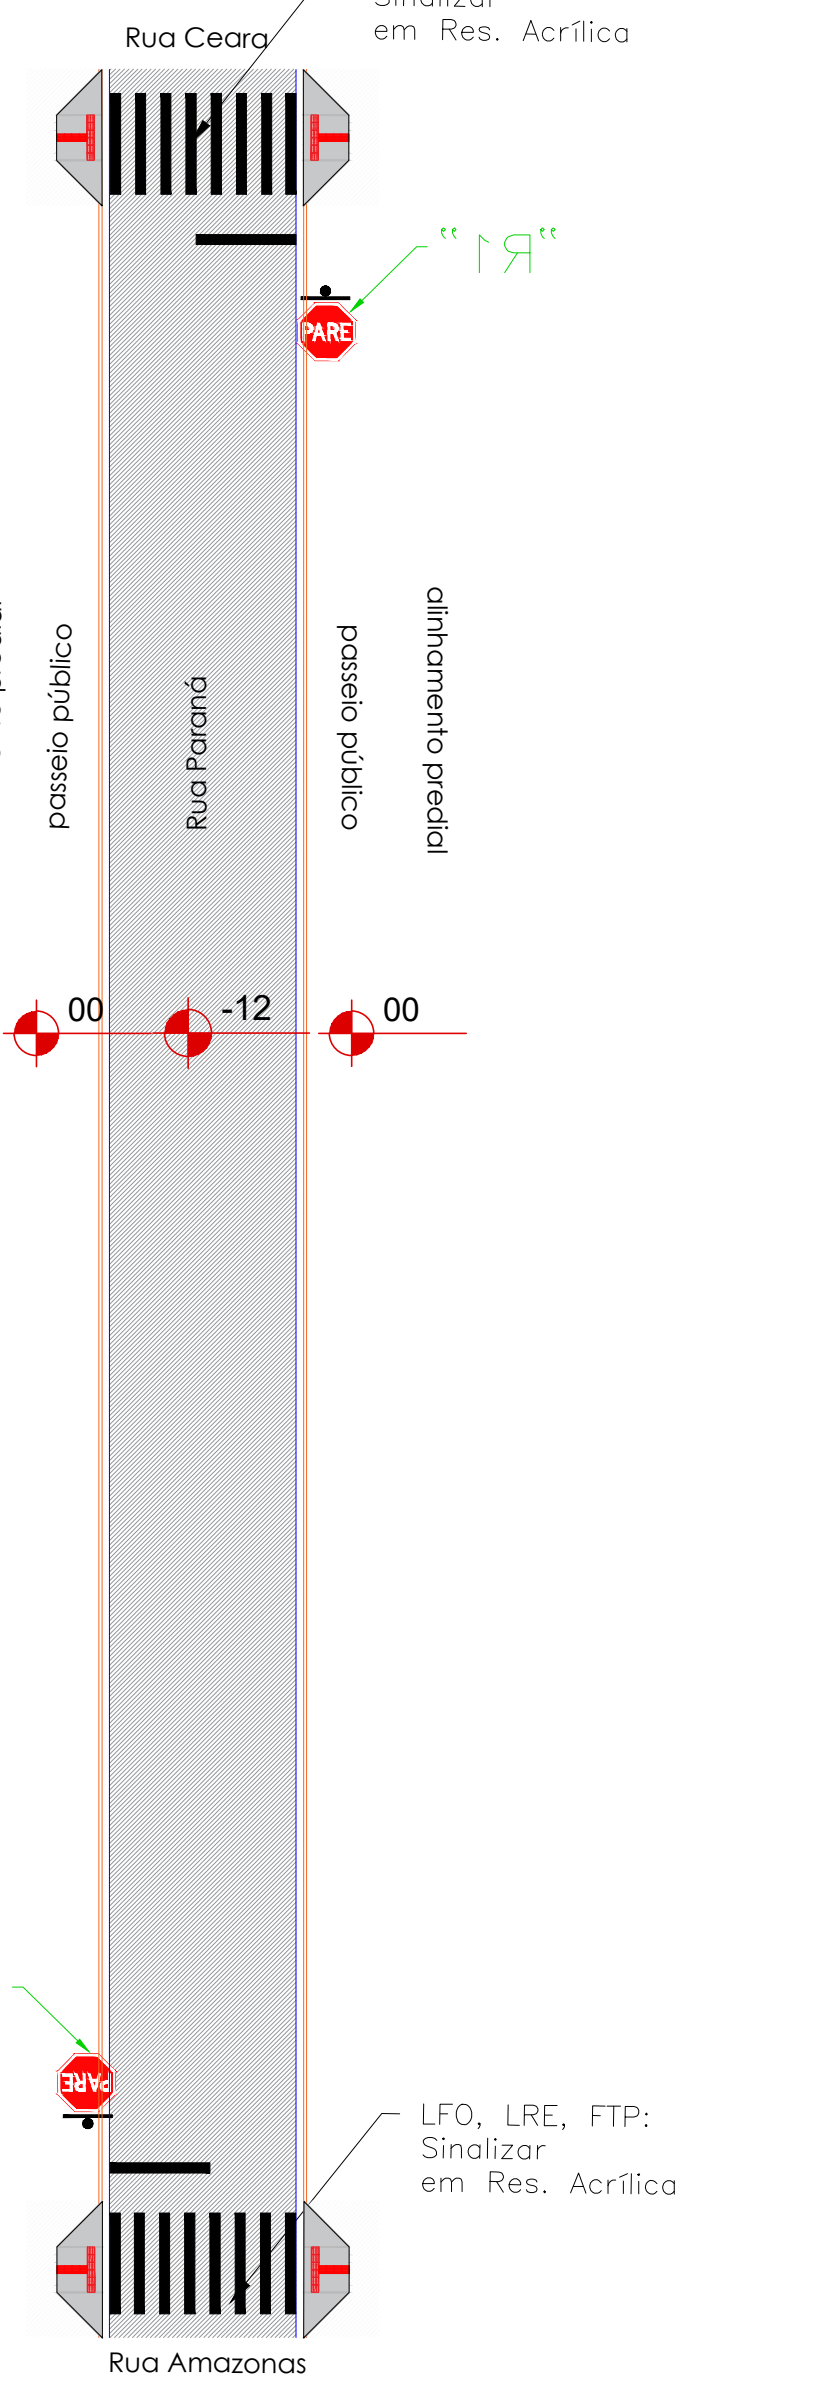 Sinalizar
em Res. Acrílica
Rua Ceara
"R1"
PARE
alinhamento predial
passeio público
passeio público
Rua Paraná
00
-12
00
PARE
LFO, LRE, FTP:
Sinalizar
em Res. Acrílica
Rua Amazonas